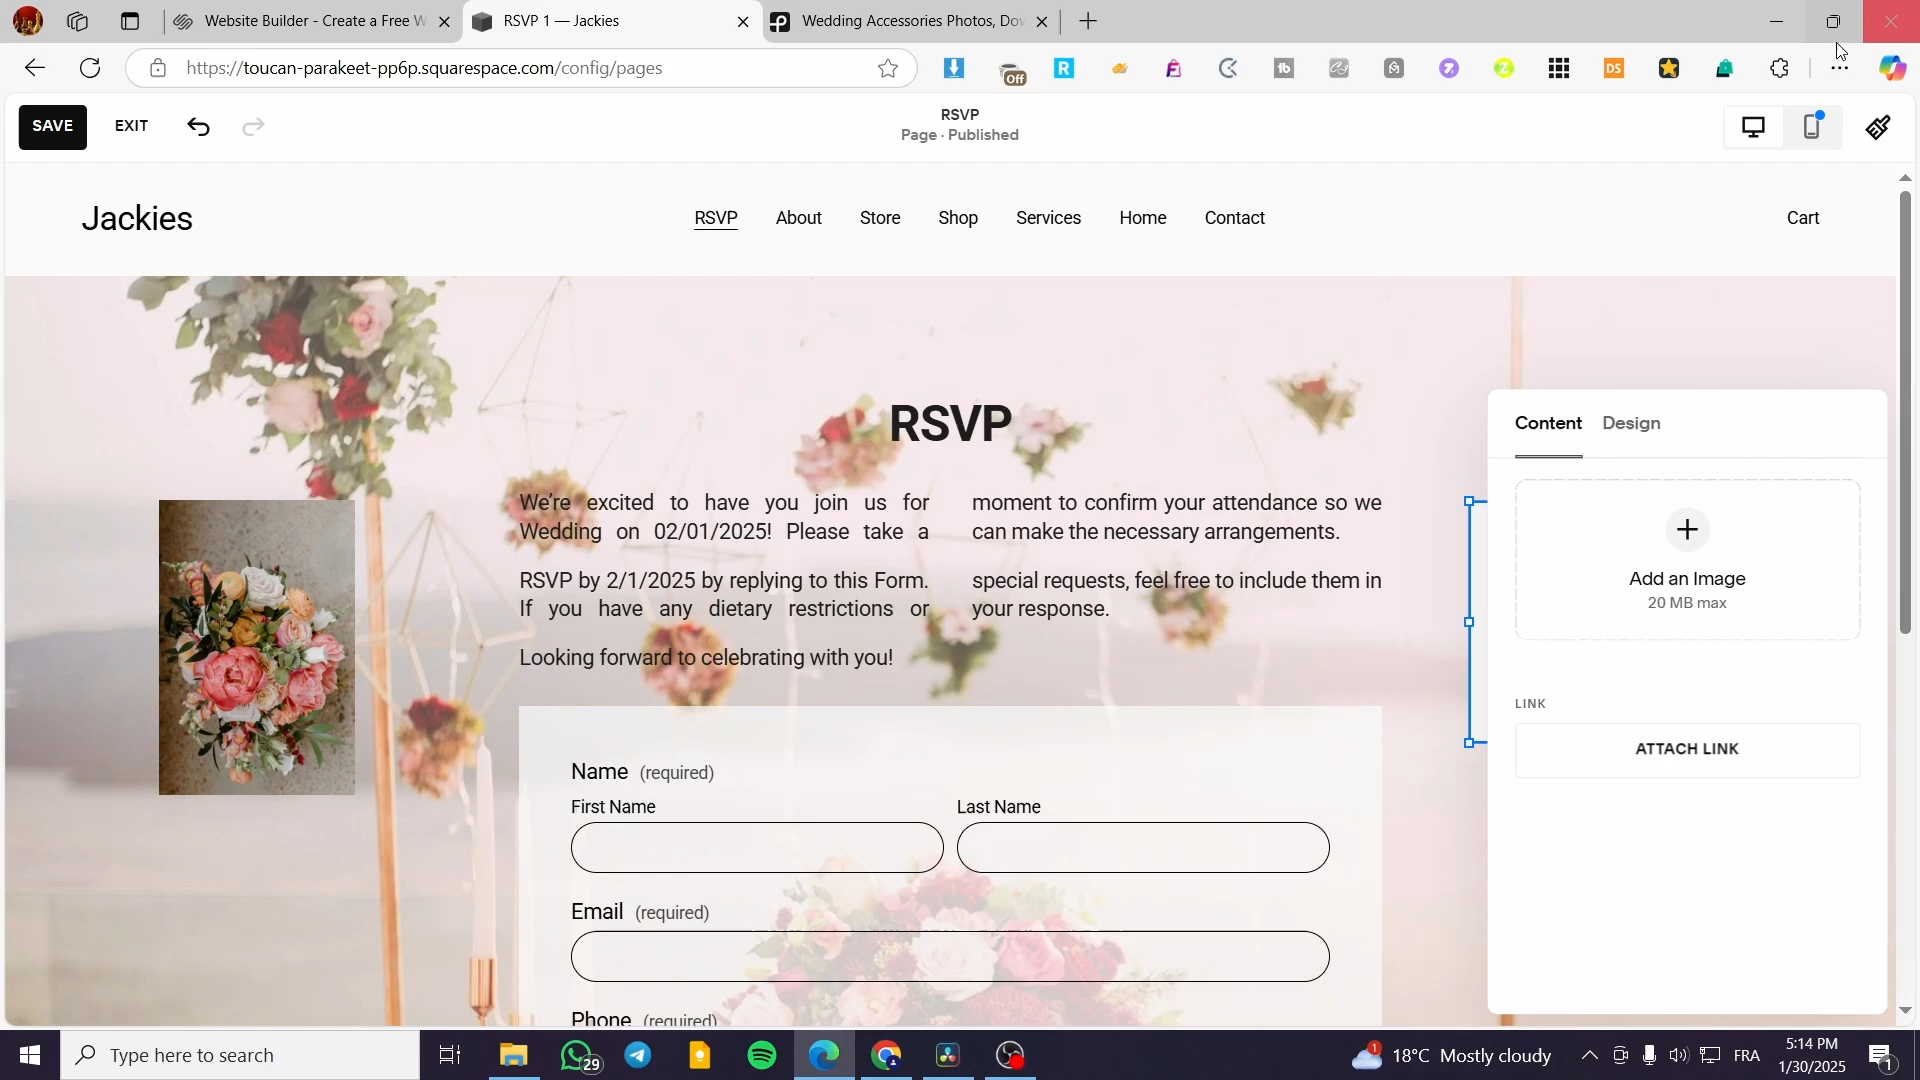 Website Builder - Create a Free W
RSVP 1 — Jackies
Wedding Accessories Photos, Dow
https://toucan-parakeet-pp6p.squarespace.com/config/pages
Off
R
tb
DS
SAVE
EXIT
RSVP
Page · Published
Jackies
RSVP
About
Store
Shop
Services
Home
Contact
Cart
RSVP
We're excited to have you join us for
Wedding on 02/01/2025! Please take a
moment to confirm your attendance so we
can make the necessary arrangements.
RSVP by 2/1/2025 by replying to this Form.
If you have any dietary restrictions or
special requests, feel free to include them in
your response.
Looking forward to celebrating with you!
Name (required)
First Name
Last Name
Email (required)
Phone (required)
Content
Design
Add an Image
20 MB max
LINK
ATTACH LINK
Type here to search
29
1
18°C Mostly cloudy
FRA
5:14 PM
1/30/2025
1